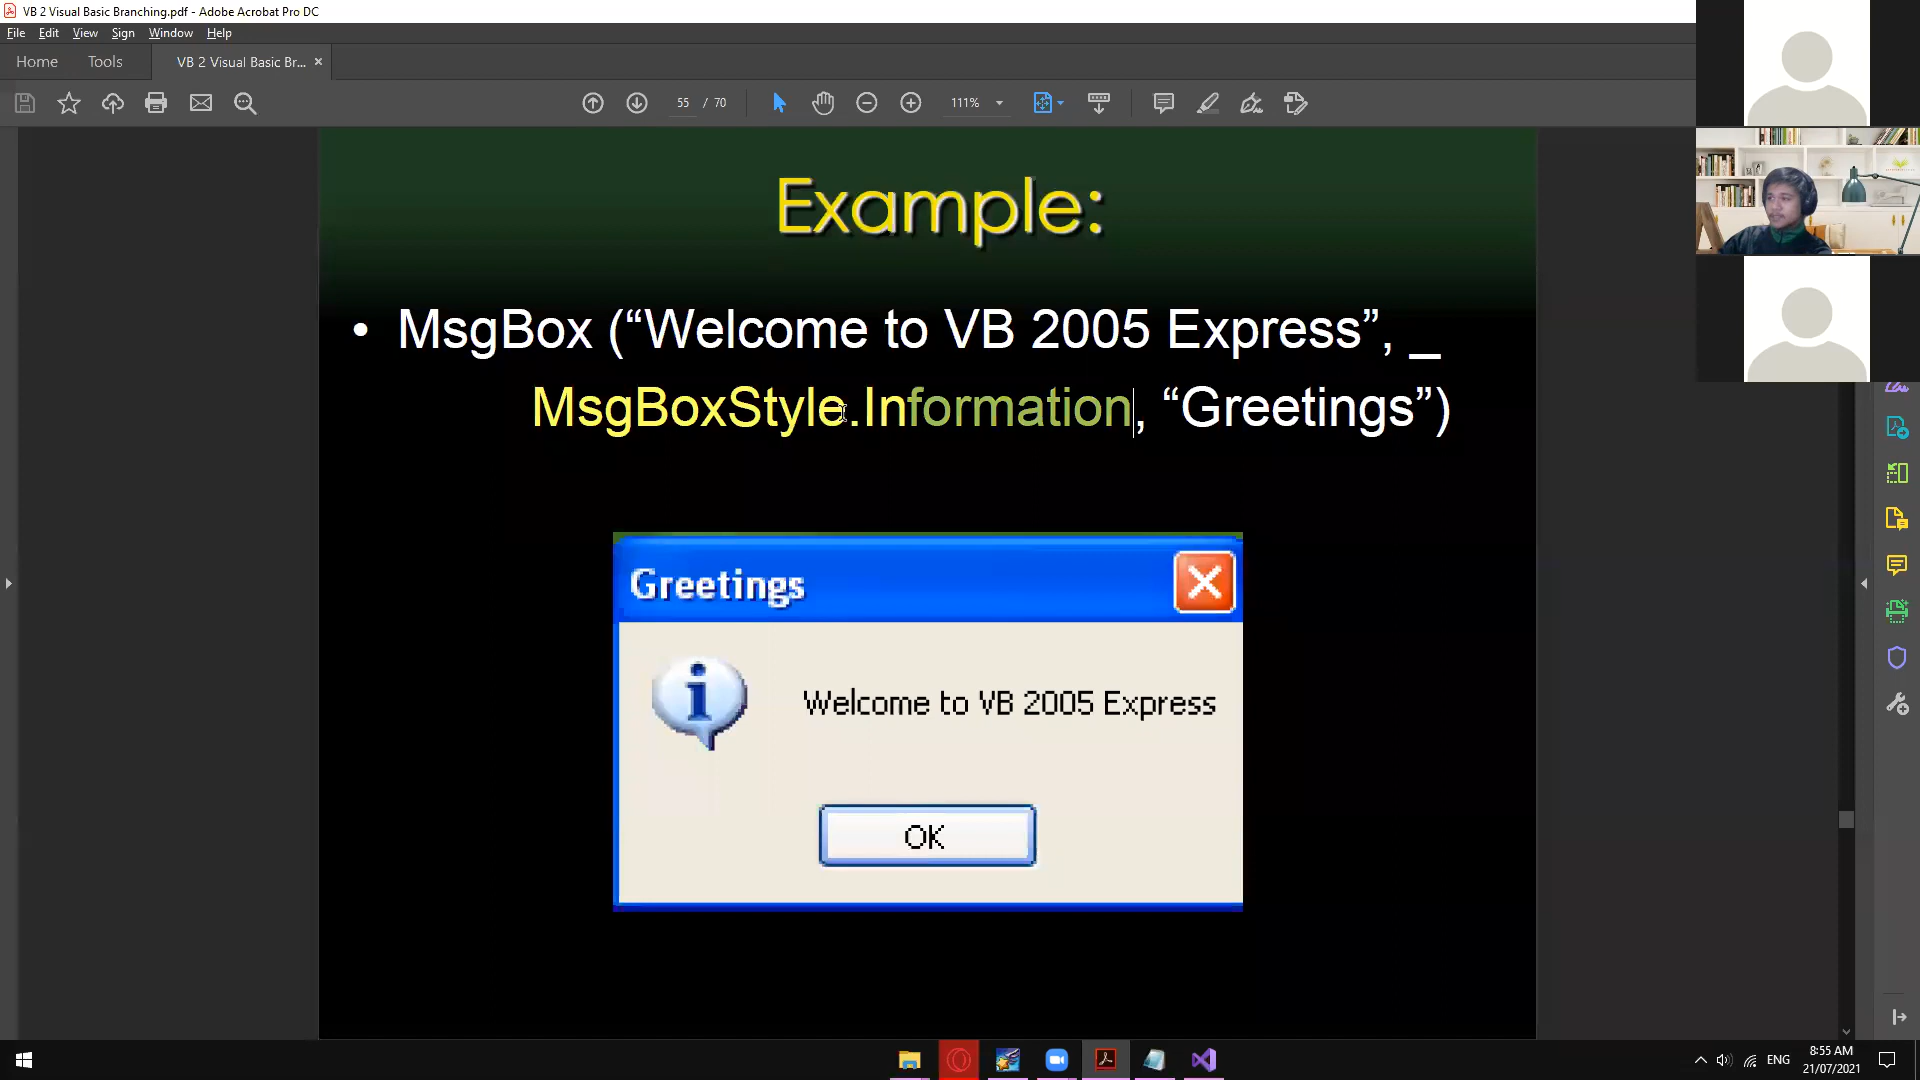 VB 2 Visual Basic Branching.pdf - Adobe Acrobat Pro DC
File Edit View Sign Window Help
Home Tools VB 2 Visual Basic Br... ×
55 / 70 111%
Example:
• MsgBox (“Welcome to VB 2005 Express”, _
MsgBoxStyle.Information, “Greetings”)
Greetings
i
Welcome to VB 2005 Express
OK
ENG
8:55 AM
21/07/2021